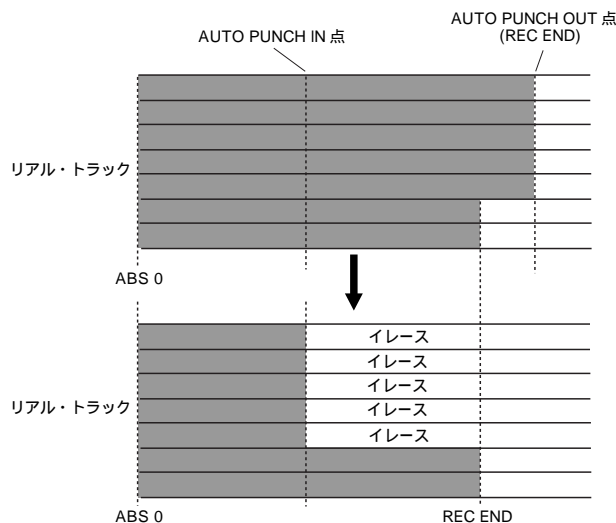 AUTO PUNCH IN 点
AUTO PUNCH OUT 点
(REC END)
リアル・トラック
ABS 0
イレース
イレース
イレース
イレース
イレース
リアル・トラック
ABS 0
REC END